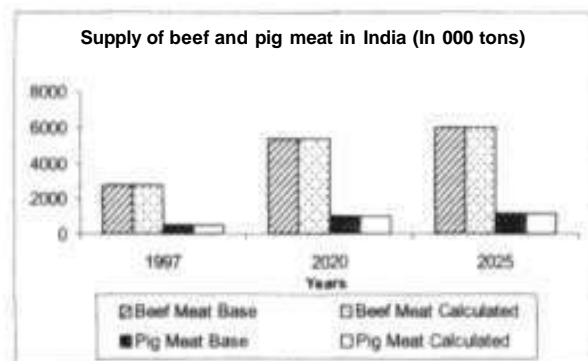 Supply of beef and pig meat in India (In 000 tons)
8000
6000
4000
2000
0
1997 2020 2025
Years
Beef Meat Base Beef Meat Calculated
Pig Meat Base Pig Meat Calculated